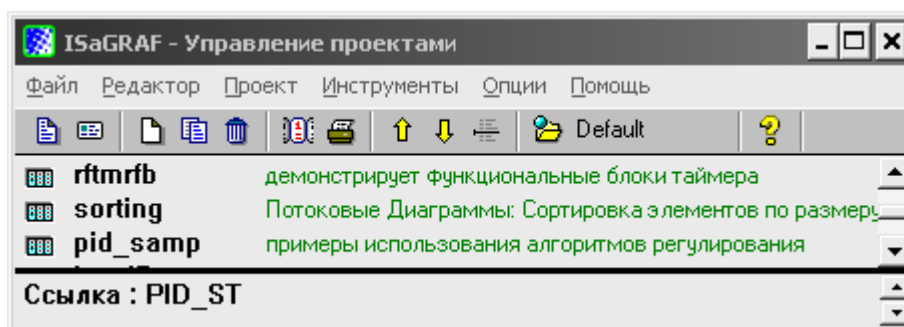 ISaGRAF - Управление проектами
Файл Редактор Проект Инструменты Опции Помощь
Default
rftmrfb демонстрирует функциональные блоки таймера
sorting Потоковые Диаграммы: Сортировка элементов по размеру
pid_samp примеры использования алгоритмов регулирования
Ссылка : PID_ST